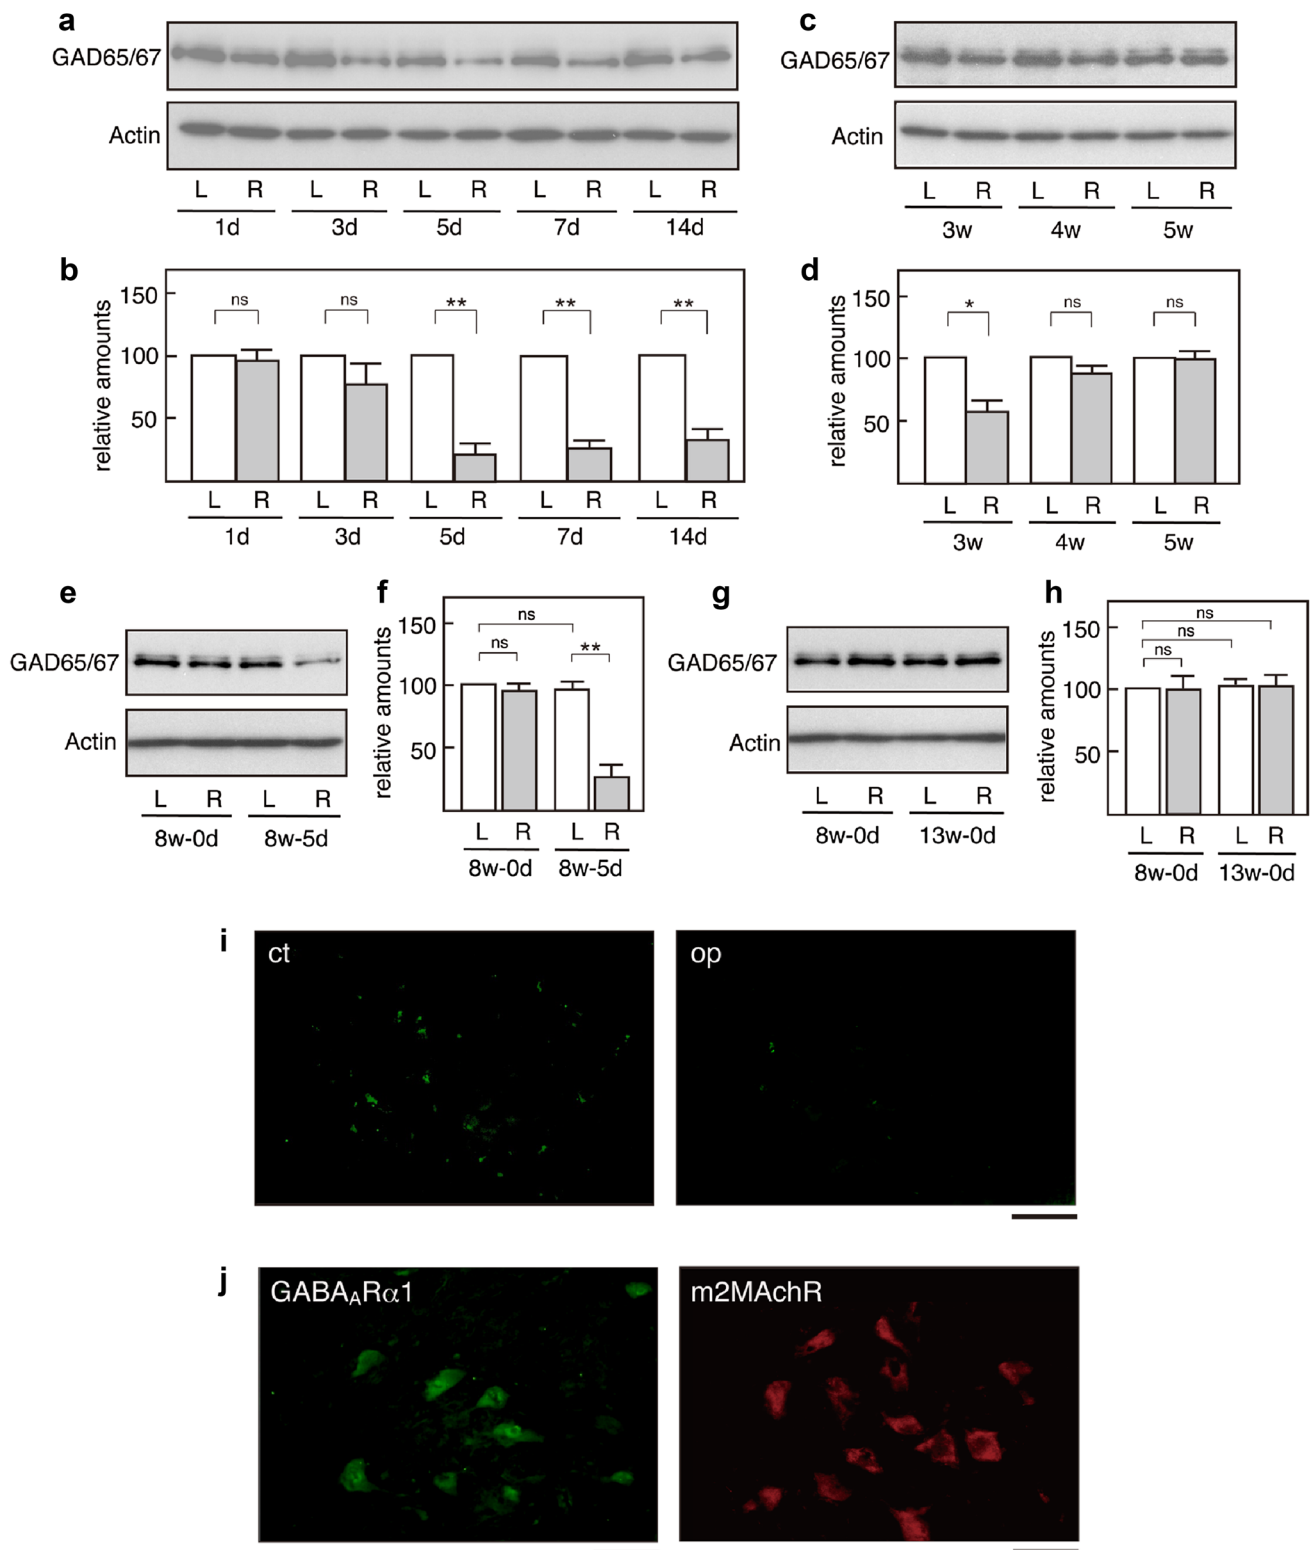 a
GAD65/67
Actin
L R L R L R L R L R
1d 3d 5d 7d 14d
c
GAD65/67
Actin
L R L R L R
3w 4w 5w
b
relative amounts
150
100
50
ns ns ** ** **
L R L R L R L R L R
1d 3d 5d 7d 14d
d
relative amounts
150
100
50
* ns ns
L R L R L R
3w 4w 5w
e
GAD65/67
Actin
L R L R
8w-0d 8w-5d
f
relative amounts
150
100
50
ns
ns **
L R L R
8w-0d 8w-5d
g
GAD65/67
Actin
L R L R
8w-0d 13w-0d
h
relative amounts
150
100
50
ns
ns
ns
L R L R
8w-0d 13w-0d
i
ct
op
j
GABAARα1
m2MAchR